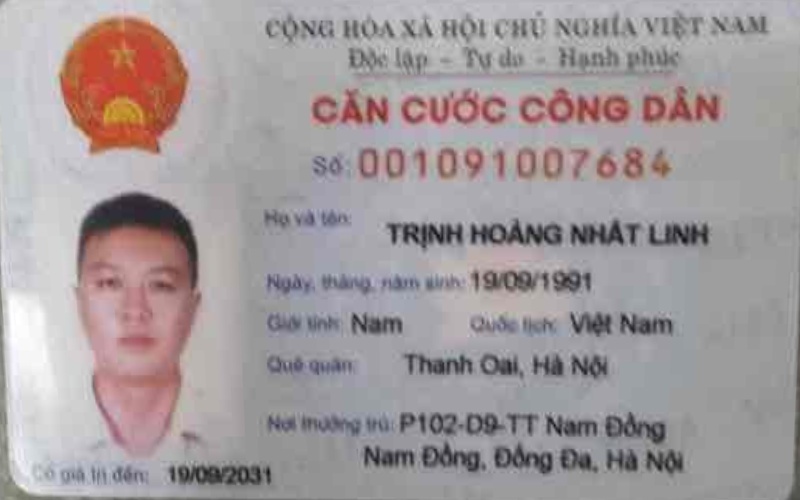 CỘNG HÒA XÃ HỘI CHỦ NGHĨA VIỆT NAM
Độc lập - Tự do - Hạnh phúc
CĂN CƯỚC CÔNG DÂN
Số: 001091007684
Họ và tên: TRỊNH HOÀNG NHẤT LINH
Ngày, tháng, năm sinh: 19/09/1991
Giới tính: Nam Quốc tịch: Việt Nam
Quê quán: Thanh Oai, Hà Nội
Nơi thường trú: P102-D9-TT Nam Đồng
Nam Đồng, Đống Đa, Hà Nội
Có giá trị đến: 19/09/2031